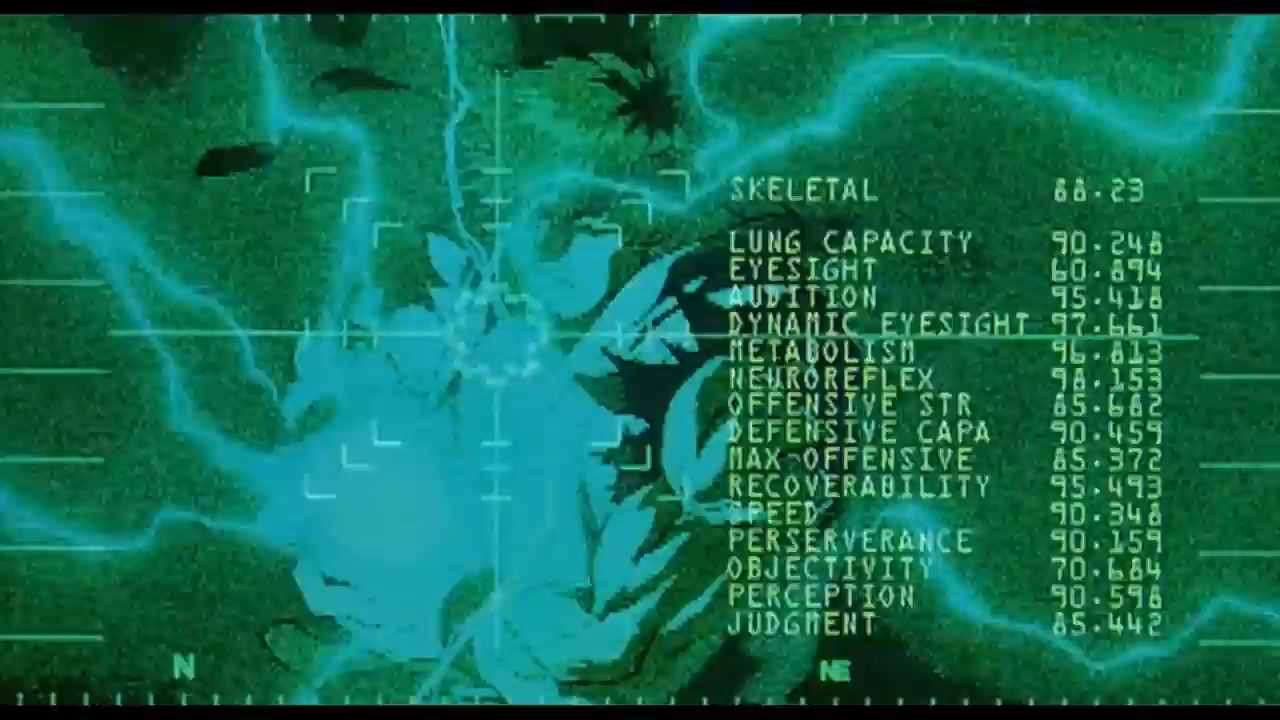 SKELETAL 88.23
LUNG CAPACITY 90.248
EYESIGHT 60.894
AUDITION 95.418
DYNAMIC EYESIGHT 97.661
METABOLISM 96.813
NEUROREFLEX 98.153
OFFENSIVE STR 85.682
DEFENSIVE CAPA 90.459
MAX-OFFENSIVE 85.372
RECOVERABILITY 95.493
SPEED 90.348
PERSERVERANCE 90.159
OBJECTIVITY 70.684
PERCEPTION 90.598
JUDGMENT 85.442
N NE